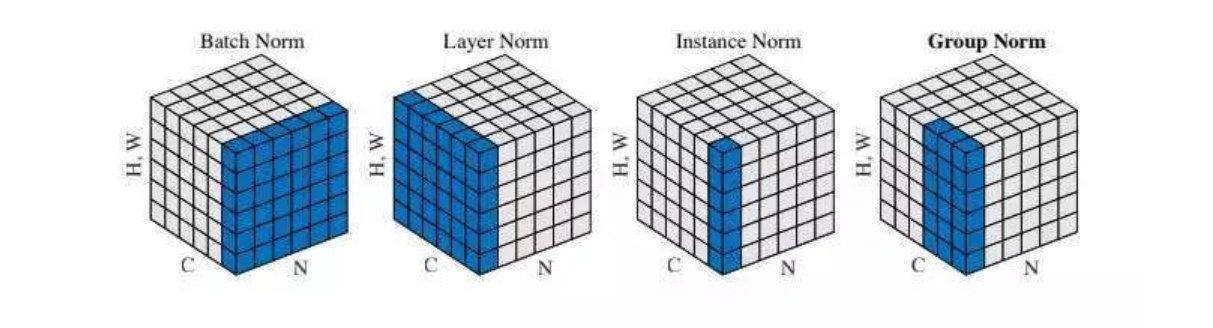 Batch Norm
Layer Norm
Instance Norm
Group Norm
H, W
H, W
H, W
H, W
C
N
C
N
C
N
C
N